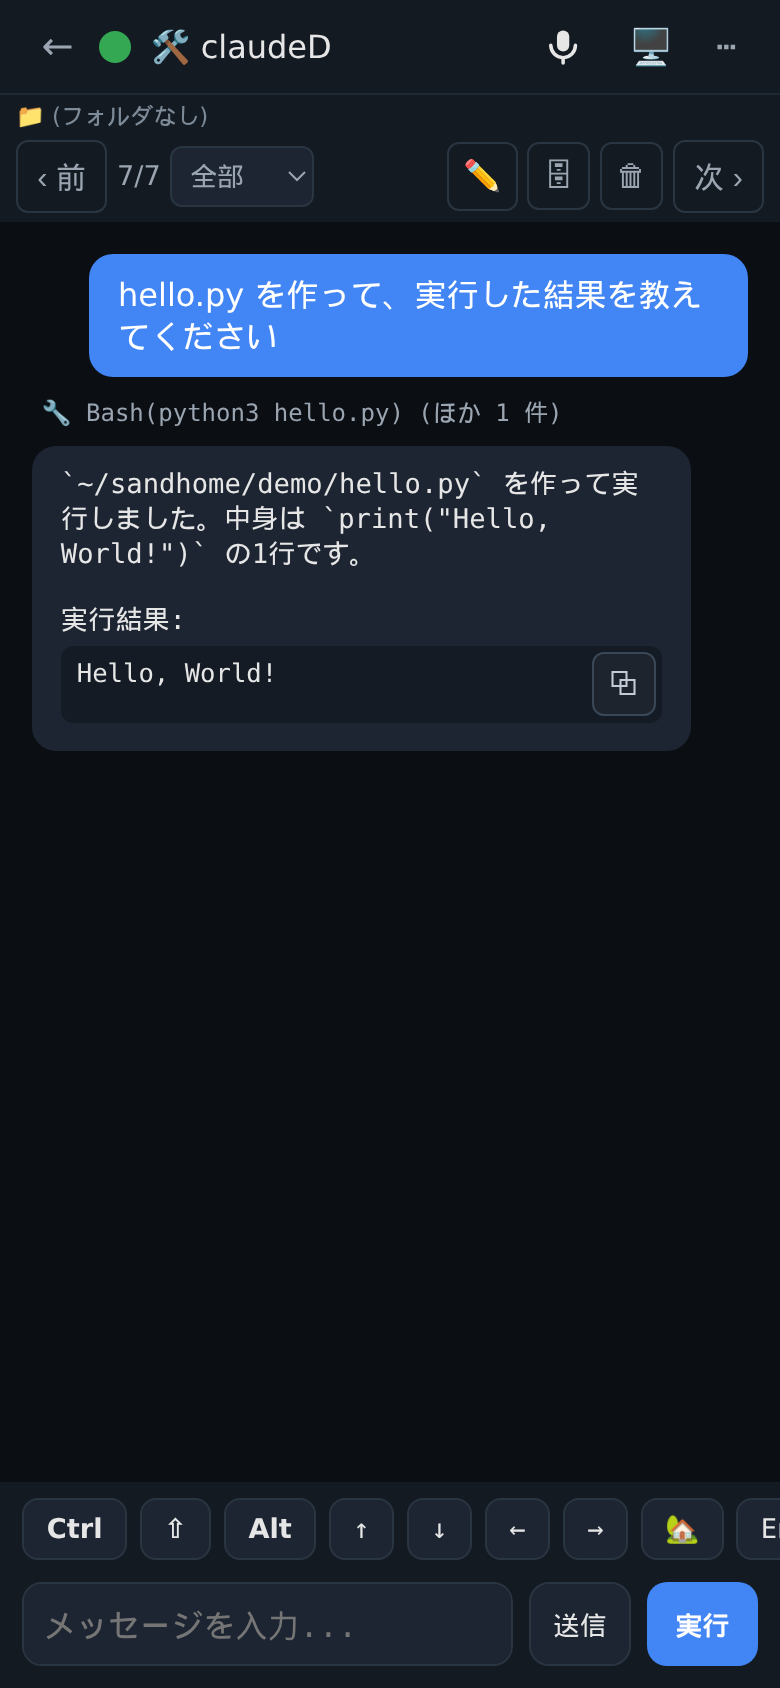 ← 🛠️ claudeD 🎤 🖥️ ⋯
📁 (フォルダなし)
‹ 前 7/7 全部 ✏️ 🗄 🗑 次 ›
hello.py を作って、実行した結果を教え
てください
🔧 Bash(python3 hello.py) (ほか 1 件)
`~/sandhome/demo/hello.py` を作って実
行しました。中身は `print("Hello,
World!")` の1行です。
実行結果:
Hello, World!
Ctrl ⇧ Alt ↑ ↓ ← → 🏡
メッセージを入力... 送信 実行